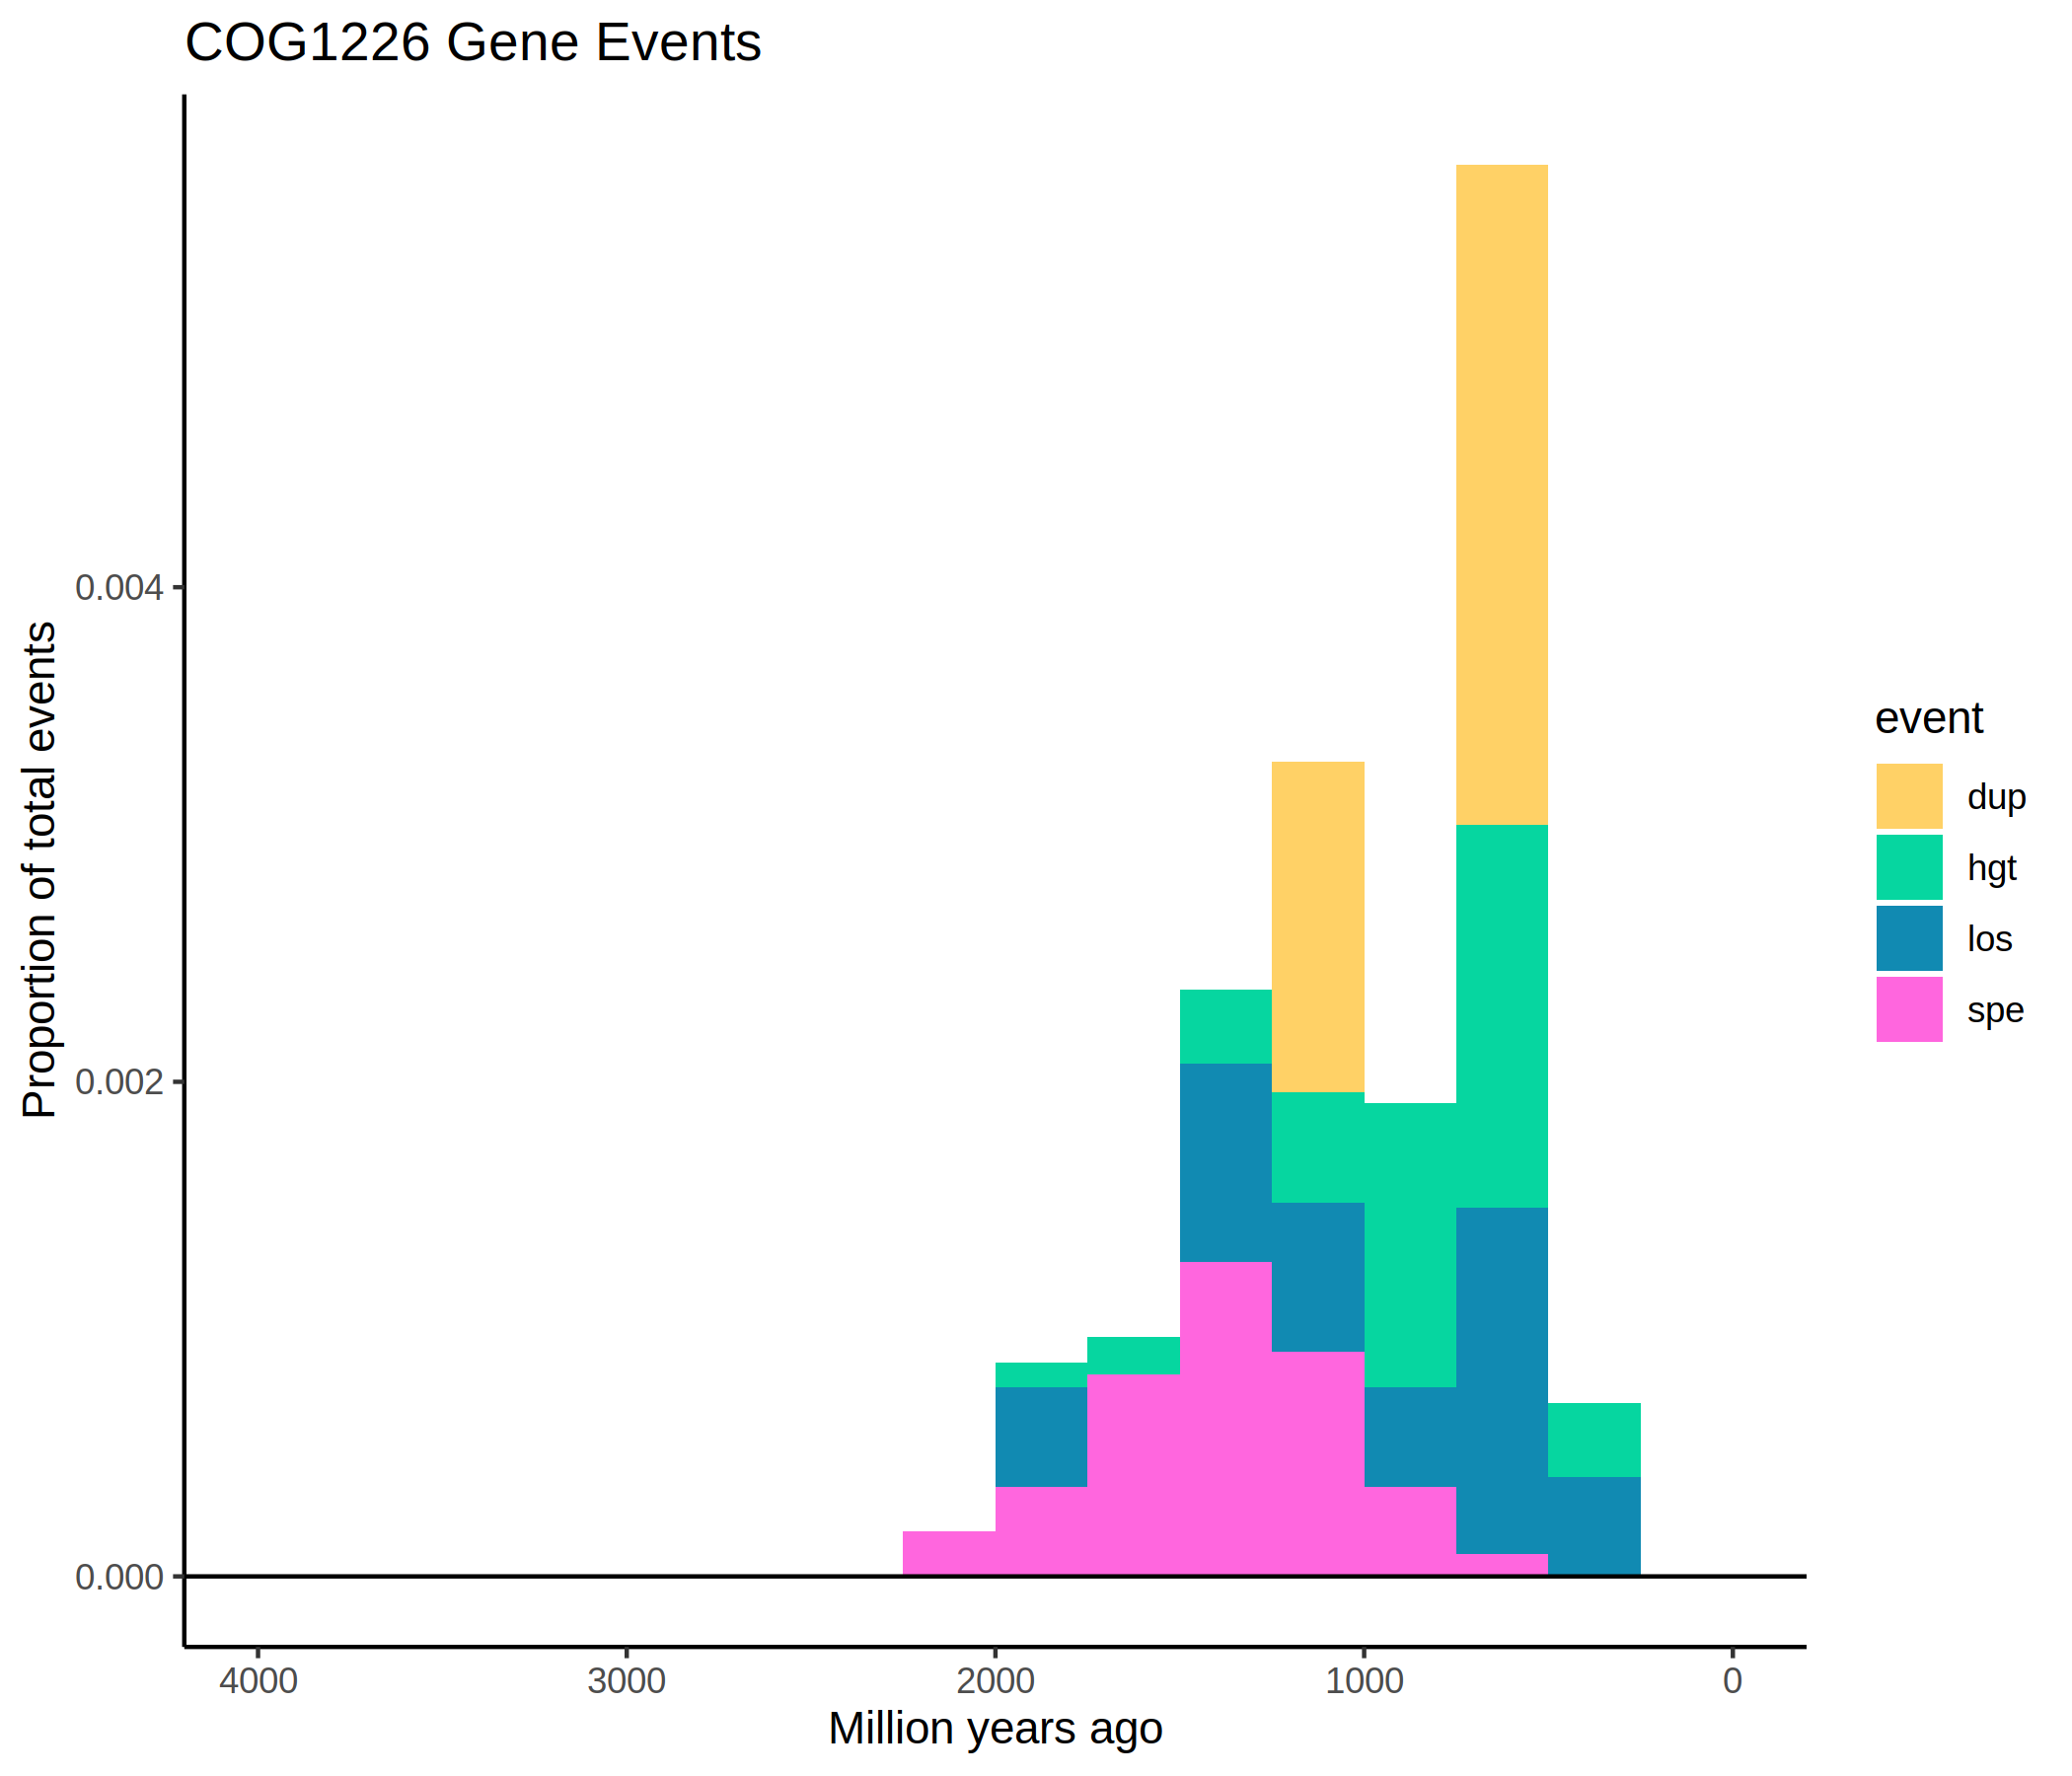 COG1226 Gene Events
Proportion of total events
0.004
0.002
0.000
4000 3000 2000 1000 0
Million years ago
event
dup
hgt
los
spe